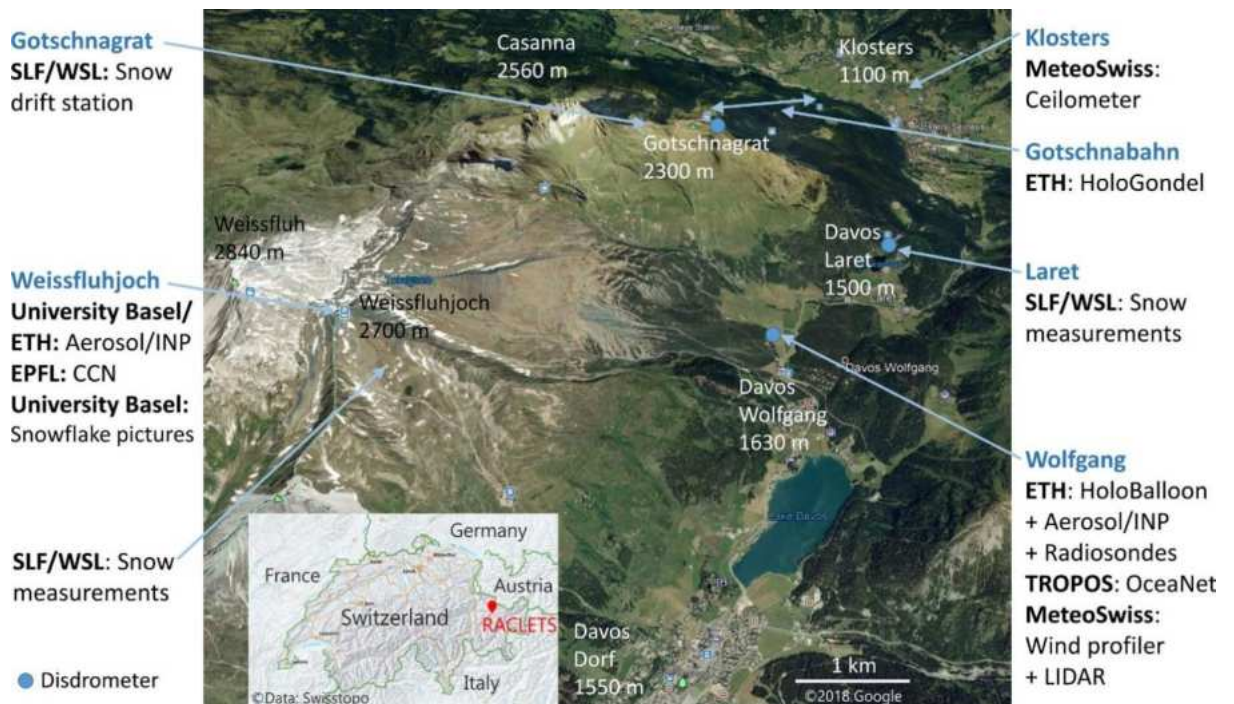 Gotschnagrat
SLF/WSL: Snow
drift station
Weissfluhjoch
University Basel/
ETH: Aerosol/INP
EPFL: CCN
University Basel:
Snowflake pictures
SLF/WSL: Snow
measurements
Disdrometer
Casanna
2560 m
Klosters
1100 m
Gotschnagrat
2300 m
Weissfluh
2840 m
Davos
Laret
1500 m
Weissfluhjoch
2700 m
Davos Wolfgang
Davos
Wolfgang
1630 m
Lake Davos
Germany
France
Austria
Switzerland
RACLETS
Italy
©Data: Swisstopo
Davos
Dorf
1550 m
1 km
©2018 Google
Klosters
MeteoSwiss:
Ceilometer
Gotschnabahn
ETH: HoloGondel
Laret
SLF/WSL: Snow
measurements
Wolfgang
ETH: HoloBalloon
+ Aerosol/INP
+ Radiosondes
TROPOS: OceaNet
MeteoSwiss:
Wind profiler
+ LIDAR